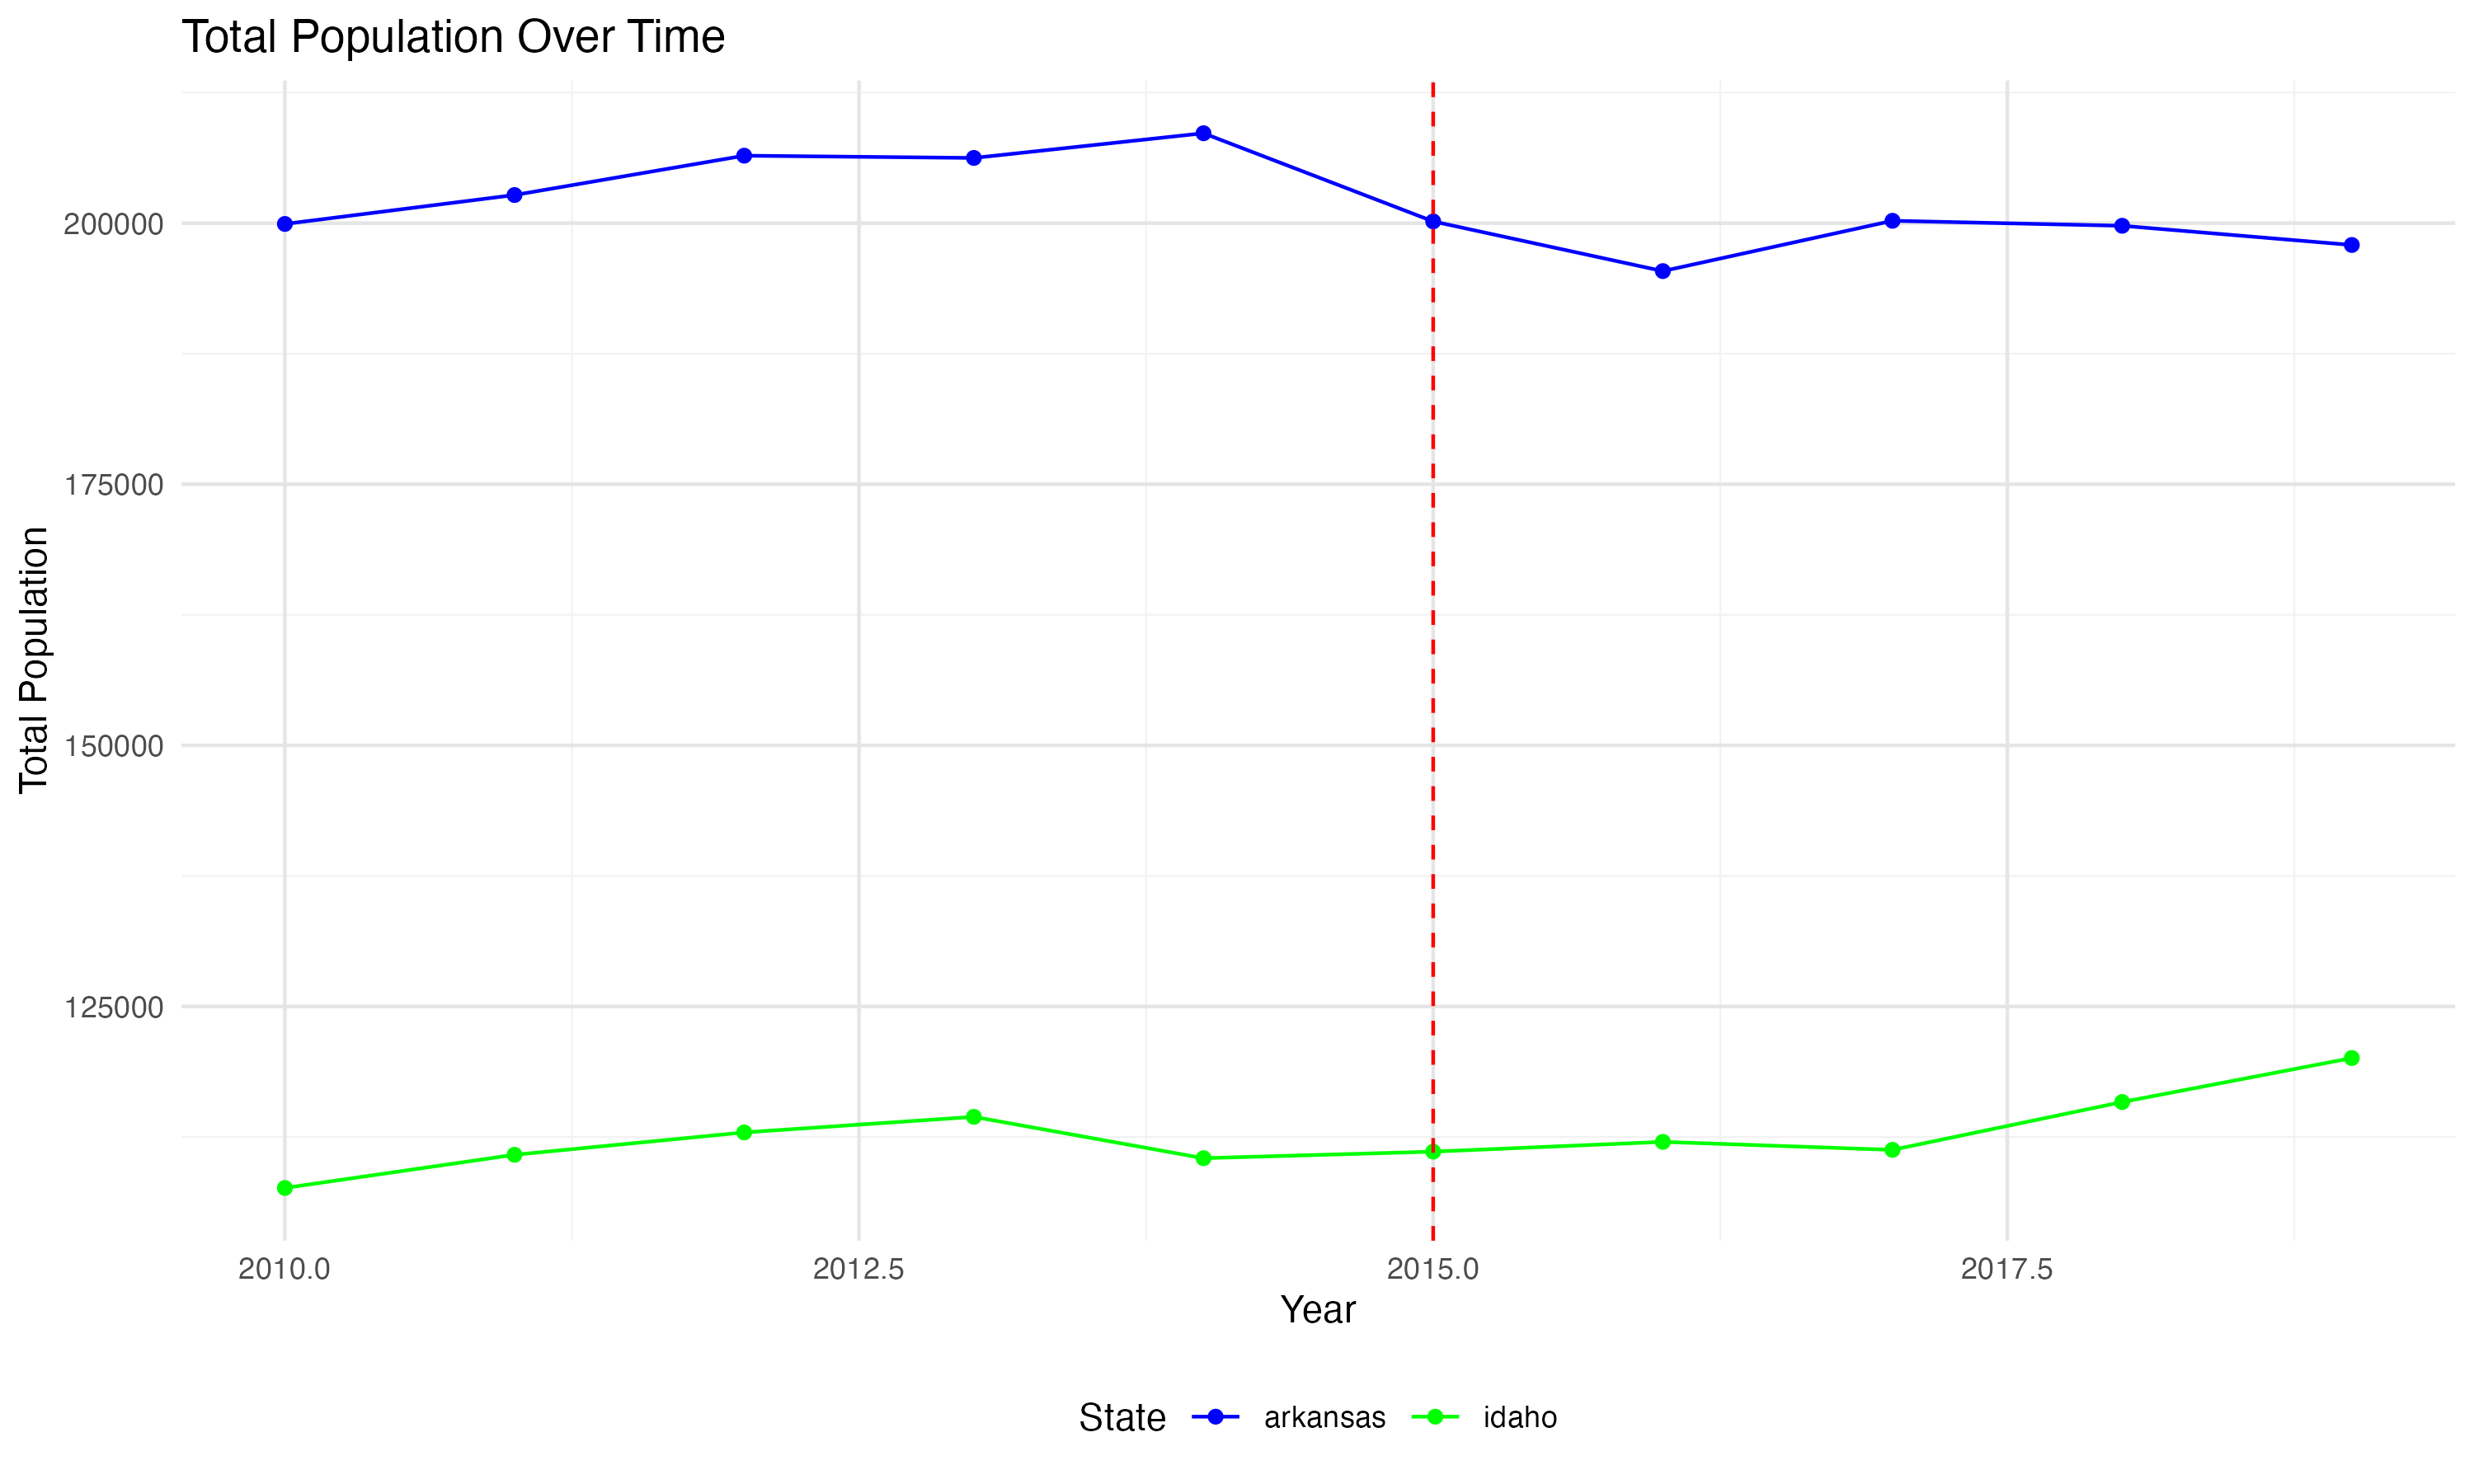 Total Population Over Time
Total Population
200000
175000
150000
125000
2010.0 2012.5 2015.0 2017.5
Year
State arkansas idaho